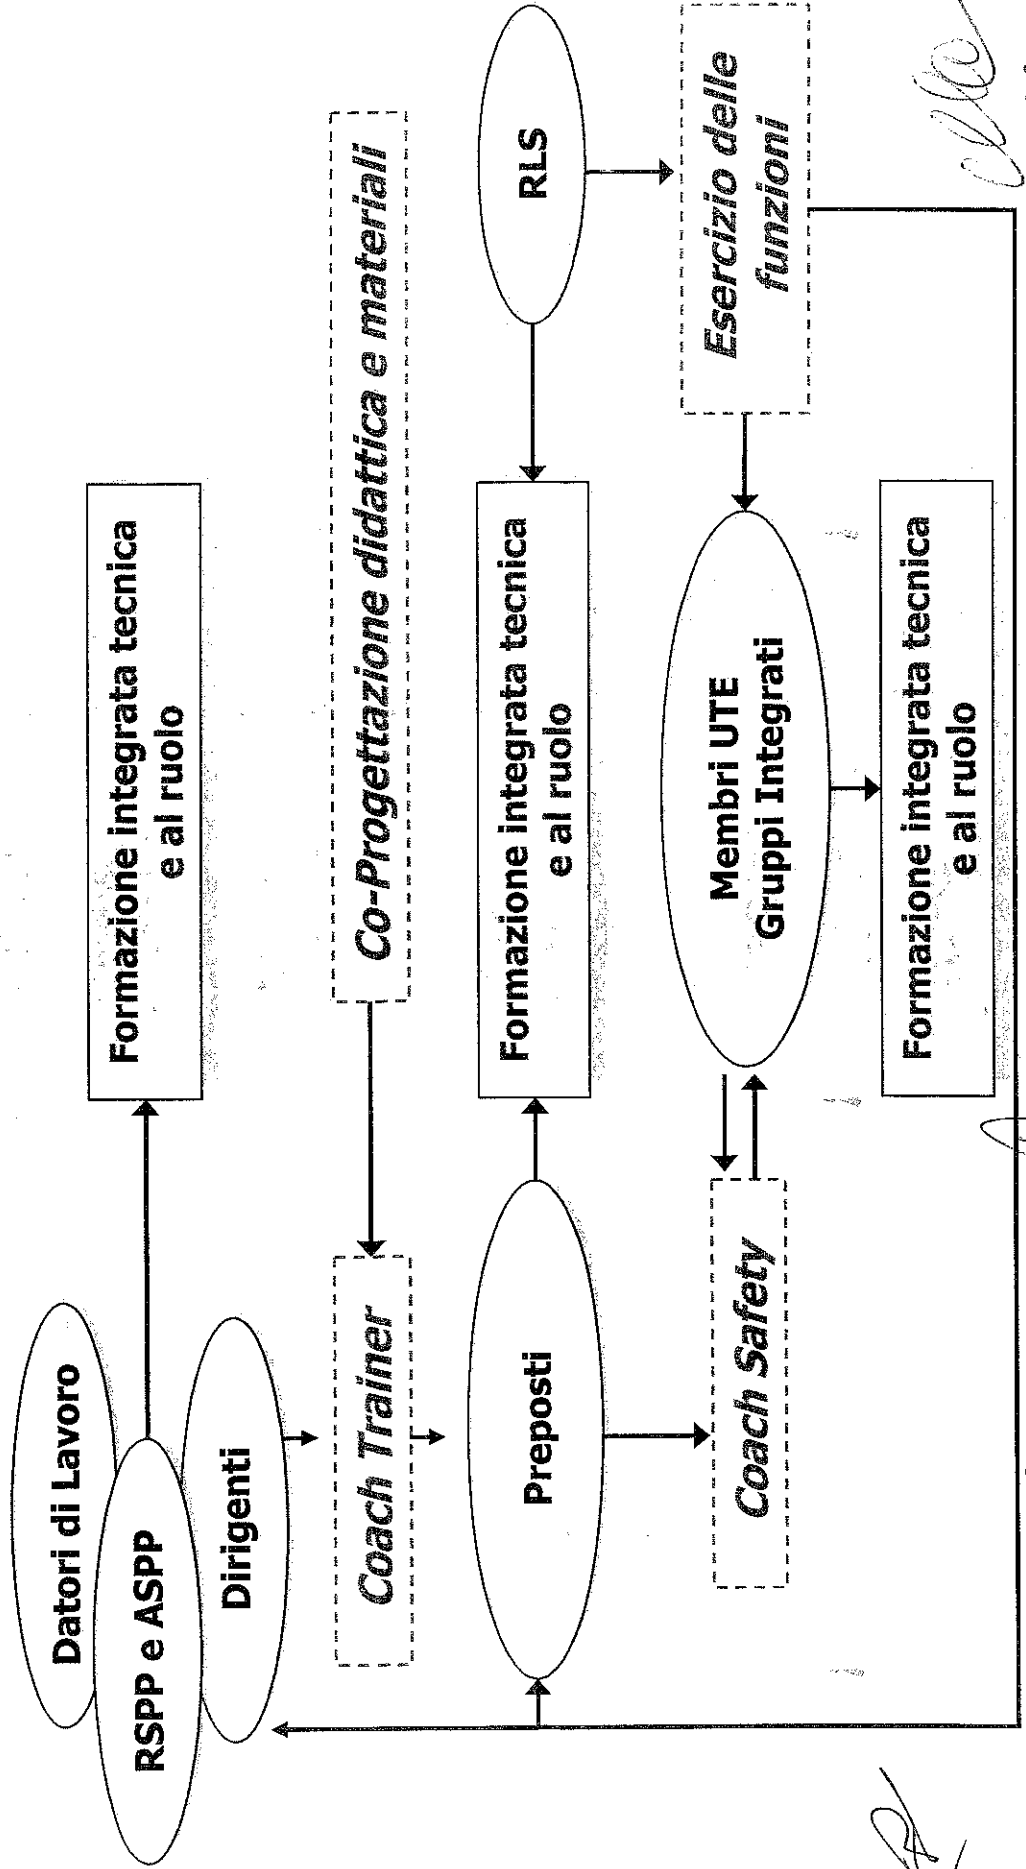 Datori di Lavoro
RSPP e ASPP
Dirigenti
Formazione integrata tecnica
e al ruolo
Coach Trainer
Co-Progettazione didattica e materiali
Preposti
Formazione integrata tecnica
e al ruolo
RLS
Coach Safety
Membri UTE
Gruppi Integrati
Esercizio delle
funzioni
Formazione integrata tecnica
e al ruolo